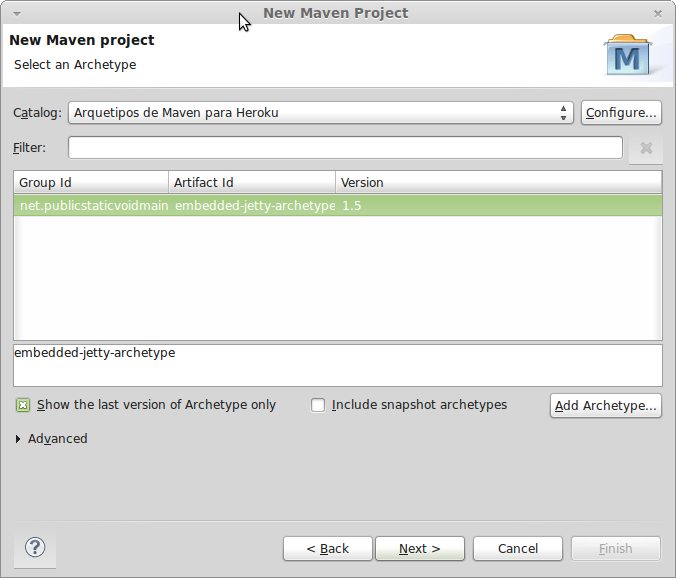 New Maven Project
New Maven project
Select an Archetype
M
Catalog: Arquetipos de Maven para Heroku Configure...
Filter:
Group Id Artifact Id Version
net.publicstaticvoidmain embedded-jetty-archetype 1.5
embedded-jetty-archetype
Show the last version of Archetype only Include snapshot archetypes Add Archetype...
Advanced
? < Back Next > Cancel Finish